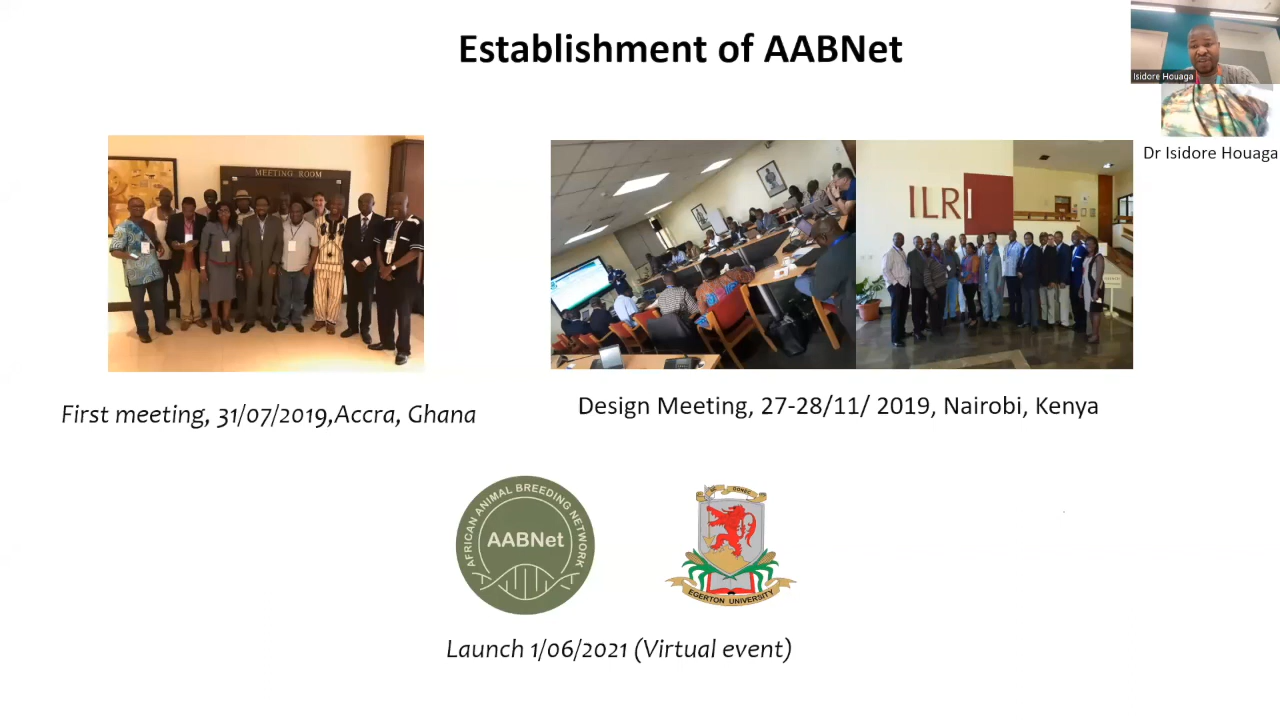 Establishment of AABNet
Isidore Houaga
Dr Isidore Houaga
MEETING ROOM
ILRI
First meeting, 31/07/2019,Accra, Ghana
Design Meeting, 27-28/11/ 2019, Nairobi, Kenya
AFRICAN ANIMAL BREEDING NETWORK
AABNet
EGERTON UNIVERSITY
Launch 1/06/2021 (Virtual event)